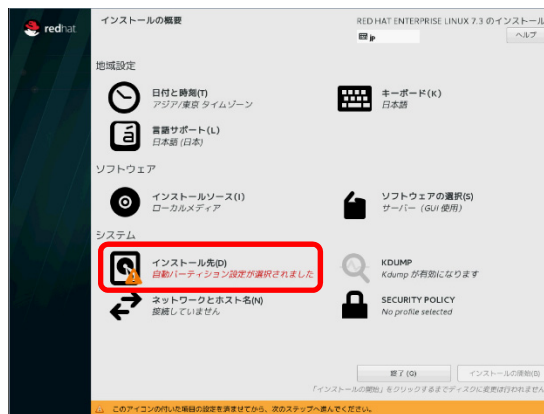 redhat
インストールの概要
RED HAT ENTERPRISE LINUX 7.3 のインストール
jp
ヘルプ
地域設定
日付と時刻(T)
アジア/東京 タイムゾーン
キーボード(K)
日本語
言語サポート(L)
日本語 (日本)
ソフトウェア
インストールソース(I)
ローカルメディア
ソフトウェアの選択(S)
サーバー（GUI 使用）
システム
インストール先(D)
自動パーティション設定が選択されました
KDUMP
Kdump が有効になります
ネットワークとホスト名(N)
接続していません
SECURITY POLICY
No profile selected
終了 (Q)
インストールの開始(B)
「インストールの開始」をクリックするまでディスクに変更は行われません
このアイコンの付いた項目の設定を済ませてから、次のステップへ進んでください。